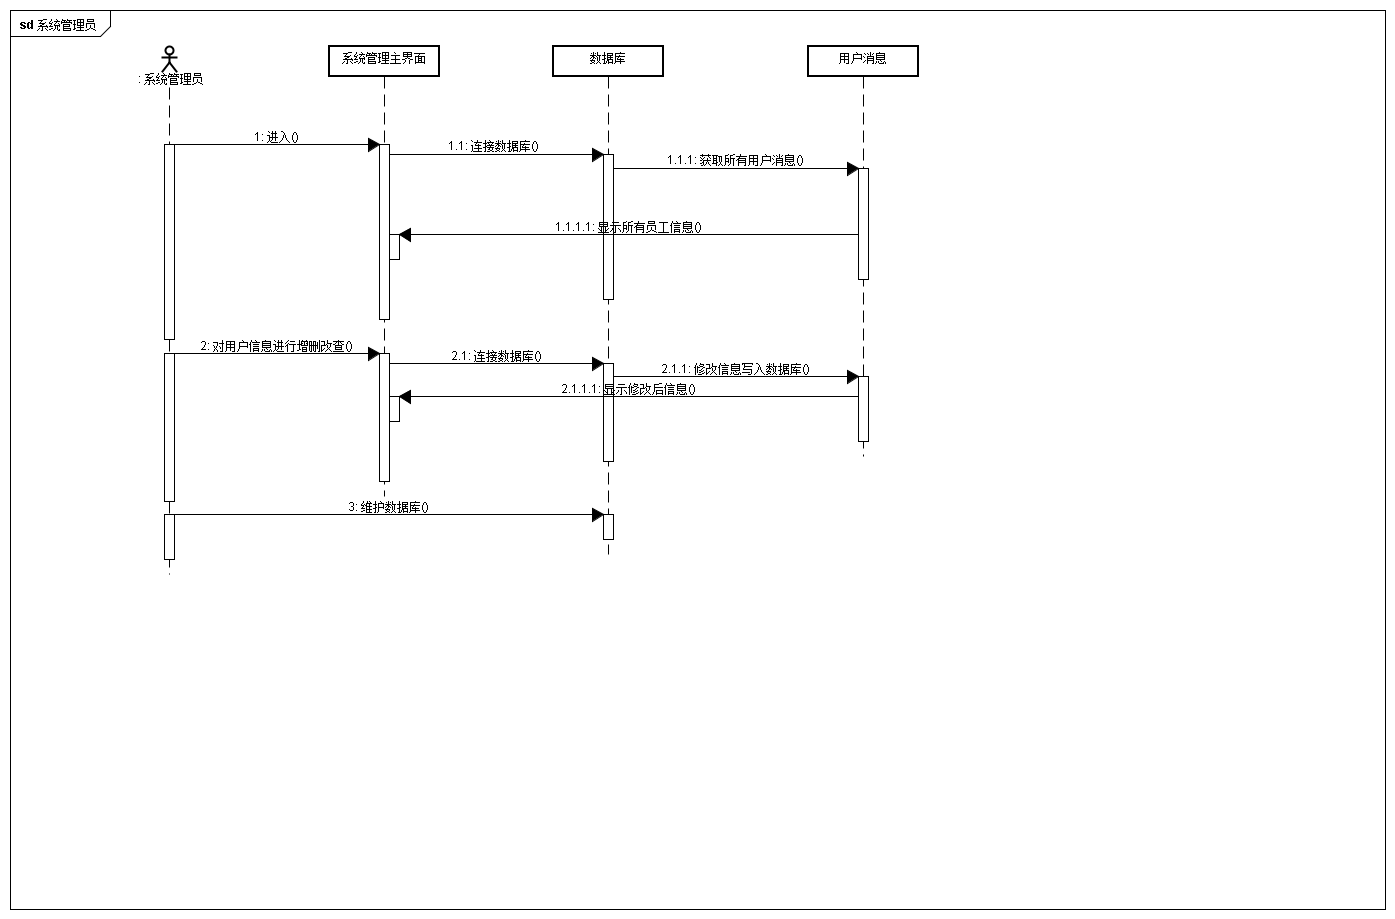 sd 系统管理员
: 系统管理员
系统管理主界面
数据库
用户消息
1: 进入()
1.1: 连接数据库()
1.1.1: 获取所有用户消息()
1.1.1.1: 显示所有员工信息()
2: 对用户信息进行增删改查()
2.1: 连接数据库()
2.1.1: 修改信息写入数据库()
2.1.1.1: 显示修改后信息()
3: 维护数据库()